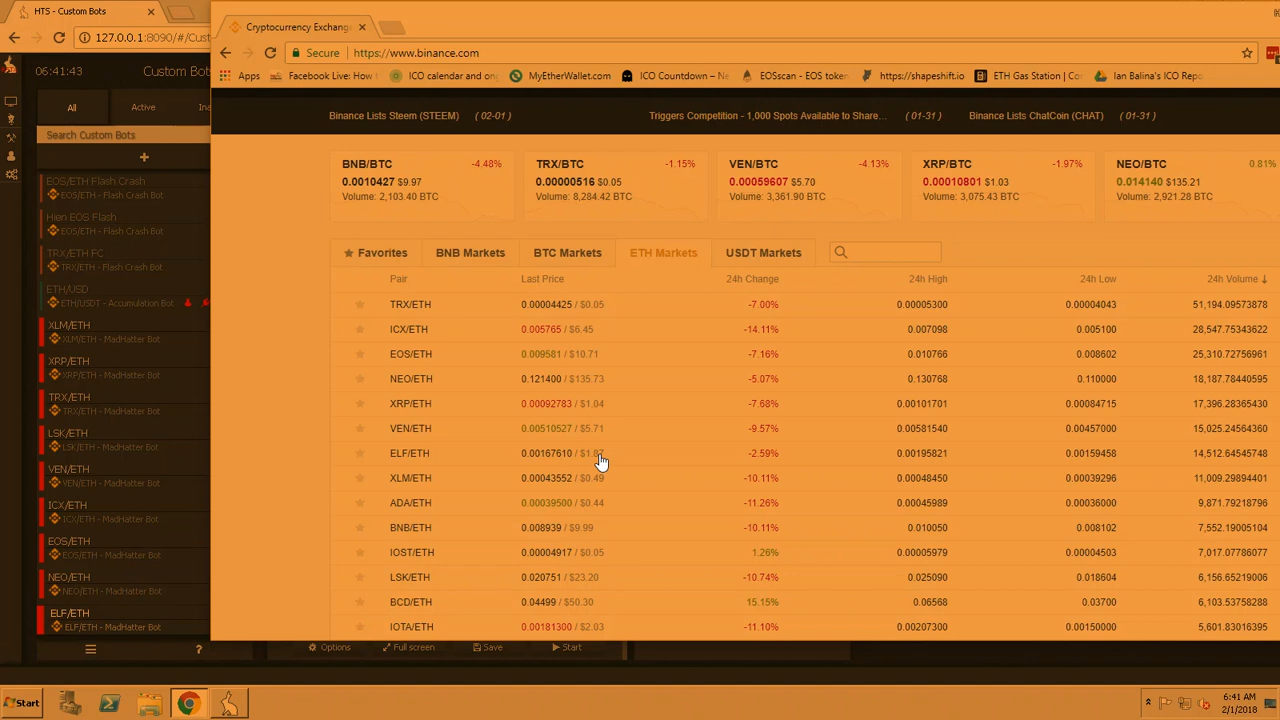 HTS - Custom Bots
127.0.0.1:8090/#/Cus
06:41:43
Custom Bo
All
Active
Ina
Search Custom Bots
EOS/ETH Flash Crash
EOS/ETH - Flash Crash Bot
Hien EOS Flash
EOS/ETH - Flash Crash Bot
TRX/ETH FC
TRX/ETH - Flash Crash Bot
ETH/USD
ETH/USDT - Accumulation Bot
XLM/ETH
XLM/ETH - MadHatter Bot
XRP/ETH
XRP/ETH - MadHatter Bot
TRX/ETH
TRX/ETH - MadHatter Bot
LSK/ETH
LSK/ETH - MadHatter Bot
VEN/ETH
VEN/ETH - MadHatter Bot
ICX/ETH
ICX/ETH - MadHatter Bot
EOS/ETH
EOS/ETH - MadHatter Bot
NEO/ETH
NEO/ETH - MadHatter Bot
ELF/ETH
ELF/ETH - MadHatter Bot
?
Cryptocurrency Exchang
Secure https://www.binance.com
Apps Facebook Live: How ICO calendar and on MyEtherWallet.com ICO Countdown – Ne EOSscan - EOS token https://shapeshift.io ETH Gas Station | Co Ian Balina's ICO Repo
Binance Lists Steem (STEEM) ( 02-01 ) Triggers Competition - 1,000 Spots Available to Share... ( 01-31 ) Binance Lists ChatCoin (CHAT) ( 01-31 )
BNB/BTC -4.48% TRX/BTC -1.15% VEN/BTC -4.13% XRP/BTC -1.97% NEO/BTC 0.81%
0.0010427 $9.97 0.00000516 $0.05 0.00059607 $5.70 0.00010801 $1.03 0.014140 $135.21
Volume: 2,103.40 BTC Volume: 8,284.42 BTC Volume: 3,361.90 BTC Volume: 3,075.43 BTC Volume: 2,921.28 BTC
Favorites BNB Markets BTC Markets ETH Markets USDT Markets
Pair Last Price 24h Change 24h High 24h Low 24h Volume ↓
TRX/ETH 0.00004425 / $0.05 -7.00% 0.00005300 0.00004043 51,194.09573878
ICX/ETH 0.005765 / $6.45 -14.11% 0.007098 0.005100 28,547.75343622
EOS/ETH 0.009581 / $10.71 -7.16% 0.010766 0.008602 25,310.72756961
NEO/ETH 0.121400 / $135.73 -5.07% 0.130768 0.110000 18,187.78440595
XRP/ETH 0.00092783 / $1.04 -7.68% 0.00101701 0.00084715 17,396.28365430
VEN/ETH 0.00510527 / $5.71 -9.57% 0.00581540 0.00457000 15,025.24564360
ELF/ETH 0.00167610 / -2.59% 0.00195821 0.00159458 14,512.64545748
XLM/ETH 0.00043552 / $0.49 -10.11% 0.00048450 0.00039296 11,009.29894401
ADA/ETH 0.00039500 / $0.44 -11.26% 0.00045989 0.00036000 9,871.79208796
BNB/ETH 0.008939 / $9.99 -10.11% 0.010050 0.008102 7,552.19005104
IOST/ETH 0.00004917 / $0.05 1.26% 0.00005979 0.00004503 7,017.07786077
LSK/ETH 0.020751 / $23.20 -10.74% 0.025090 0.018604 6,156.65219006
BCD/ETH 0.04499 / $50.30 15.15% 0.06568 0.03700 6,103.53758288
IOTA/ETH 0.00181300 / $2.03 -11.10% 0.00207300 0.00150000 5,601.83016395
Options Full screen Save Start
Start
6:41 AM
2/1/2018